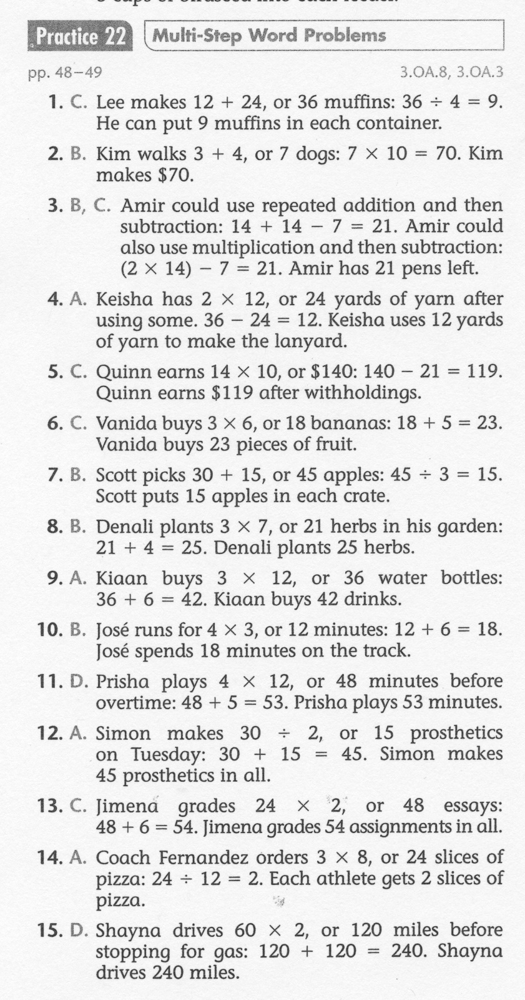 Practice 22 Multi-Step Word Problems
pp. 48–49 3.OA.8, 3.OA.3
1. C. Lee makes 12 + 24, or 36 muffins: 36 ÷ 4 = 9.
He can put 9 muffins in each container.
2. B. Kim walks 3 + 4, or 7 dogs: 7 × 10 = 70. Kim
makes $70.
3. B, C. Amir could use repeated addition and then
subtraction: 14 + 14 − 7 = 21. Amir could
also use multiplication and then subtraction:
(2 × 14) − 7 = 21. Amir has 21 pens left.
4. A. Keisha has 2 × 12, or 24 yards of yarn after
using some. 36 − 24 = 12. Keisha uses 12 yards
of yarn to make the lanyard.
5. C. Quinn earns 14 × 10, or $140: 140 − 21 = 119.
Quinn earns $119 after withholdings.
6. C. Vanida buys 3 × 6, or 18 bananas: 18 + 5 = 23.
Vanida buys 23 pieces of fruit.
7. B. Scott picks 30 + 15, or 45 apples: 45 ÷ 3 = 15.
Scott puts 15 apples in each crate.
8. B. Denali plants 3 × 7, or 21 herbs in his garden:
21 + 4 = 25. Denali plants 25 herbs.
9. A. Kiaan buys 3 × 12, or 36 water bottles:
36 + 6 = 42. Kiaan buys 42 drinks.
10. B. José runs for 4 × 3, or 12 minutes: 12 + 6 = 18.
José spends 18 minutes on the track.
11. D. Prisha plays 4 × 12, or 48 minutes before
overtime: 48 + 5 = 53. Prisha plays 53 minutes.
12. A. Simon makes 30 ÷ 2, or 15 prosthetics
on Tuesday: 30 + 15 = 45. Simon makes
45 prosthetics in all.
13. C. Jimena grades 24 × 2, or 48 essays:
48 + 6 = 54. Jimena grades 54 assignments in all.
14. A. Coach Fernandez orders 3 × 8, or 24 slices of
pizza: 24 ÷ 12 = 2. Each athlete gets 2 slices of
pizza.
15. D. Shayna drives 60 × 2, or 120 miles before
stopping for gas: 120 + 120 = 240. Shayna
drives 240 miles.